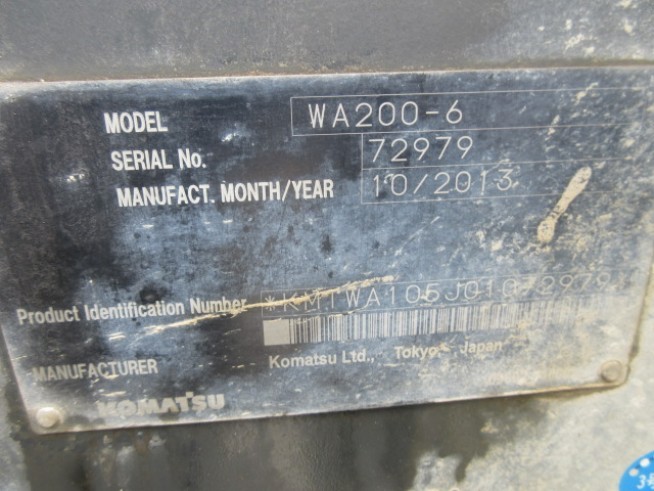 MODEL WA200-6
SERIAL No. 72979
MANUFACT. MONTH/YEAR 10/2013
Product Identification Number *KMTWA105J01072979*
MANUFACTURER Komatsu Ltd., Tokyo, Japan
KOMATSU